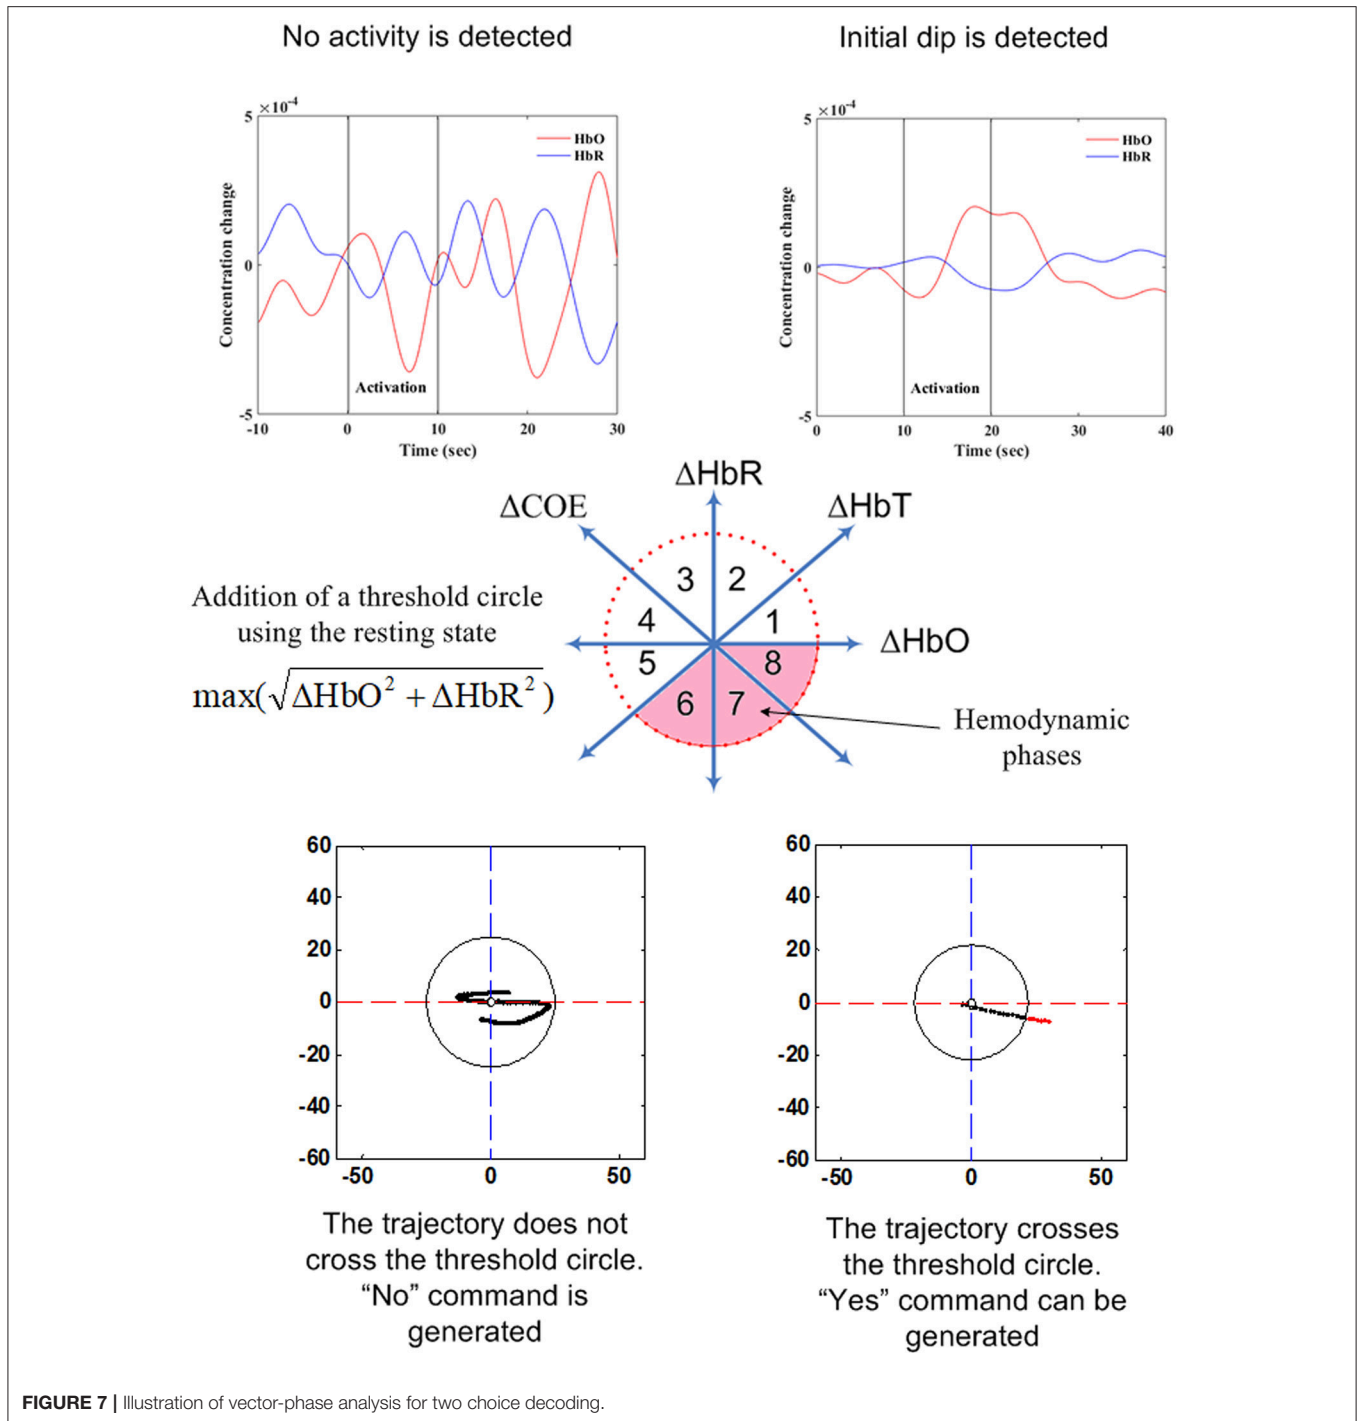 No activity is detected
Initial dip is detected
5
×10⁻⁴
HbO
HbR
Concentration change
0
Activation
-5
-10
0
10
20
30
Time (sec)
5
×10⁻⁴
HbO
HbR
Concentration change
0
Activation
-5
0
10
20
30
40
Time (sec)
ΔHbR
ΔCOE
ΔHbT
3
2
4
1
ΔHbO
5
8
6
7
Addition of a threshold circle
using the resting state
max(√ΔHbO² + ΔHbR²)
Hemodynamic
phases
60
40
20
0
-20
-40
-60
-50
0
50
60
40
20
0
-20
-40
-60
-50
0
50
The trajectory does not
cross the threshold circle.
“No” command is
generated
The trajectory crosses
the threshold circle.
“Yes” command can be
generated
FIGURE 7 | Illustration of vector-phase analysis for two choice decoding.